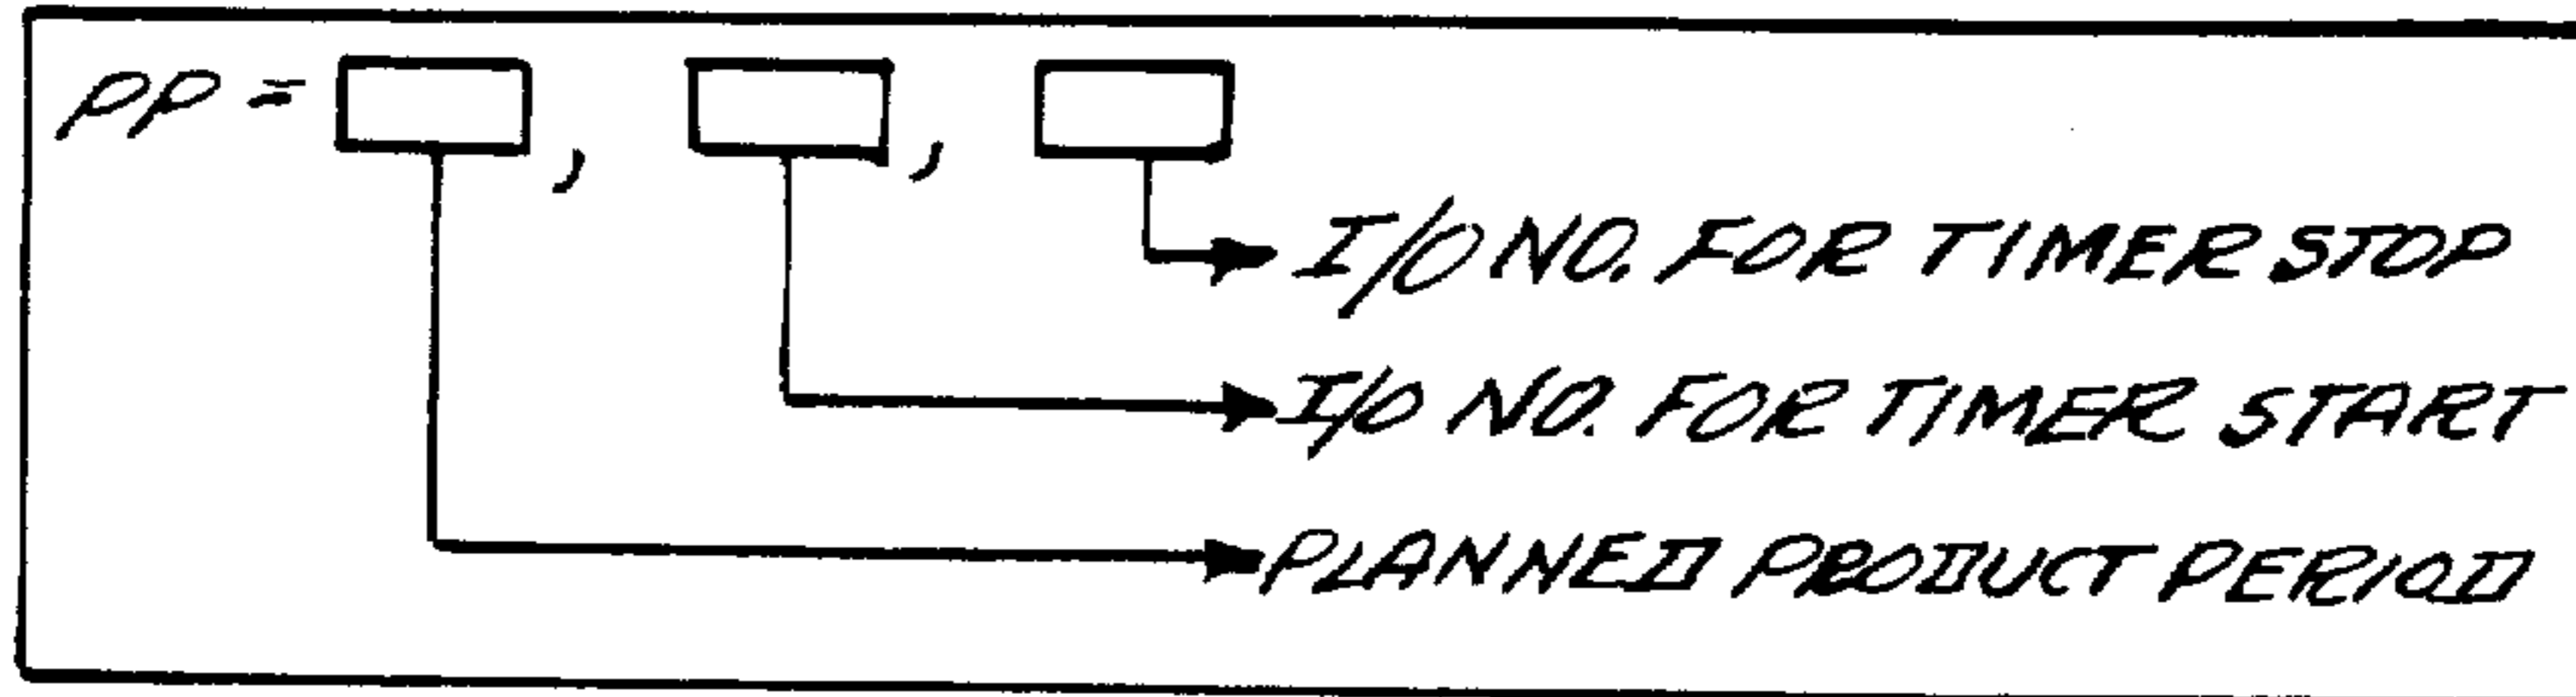 PP = , ,
I/O NO. FOR TIMER STOP
I/O NO. FOR TIMER START
PLANNED PRODUCT PERIOD